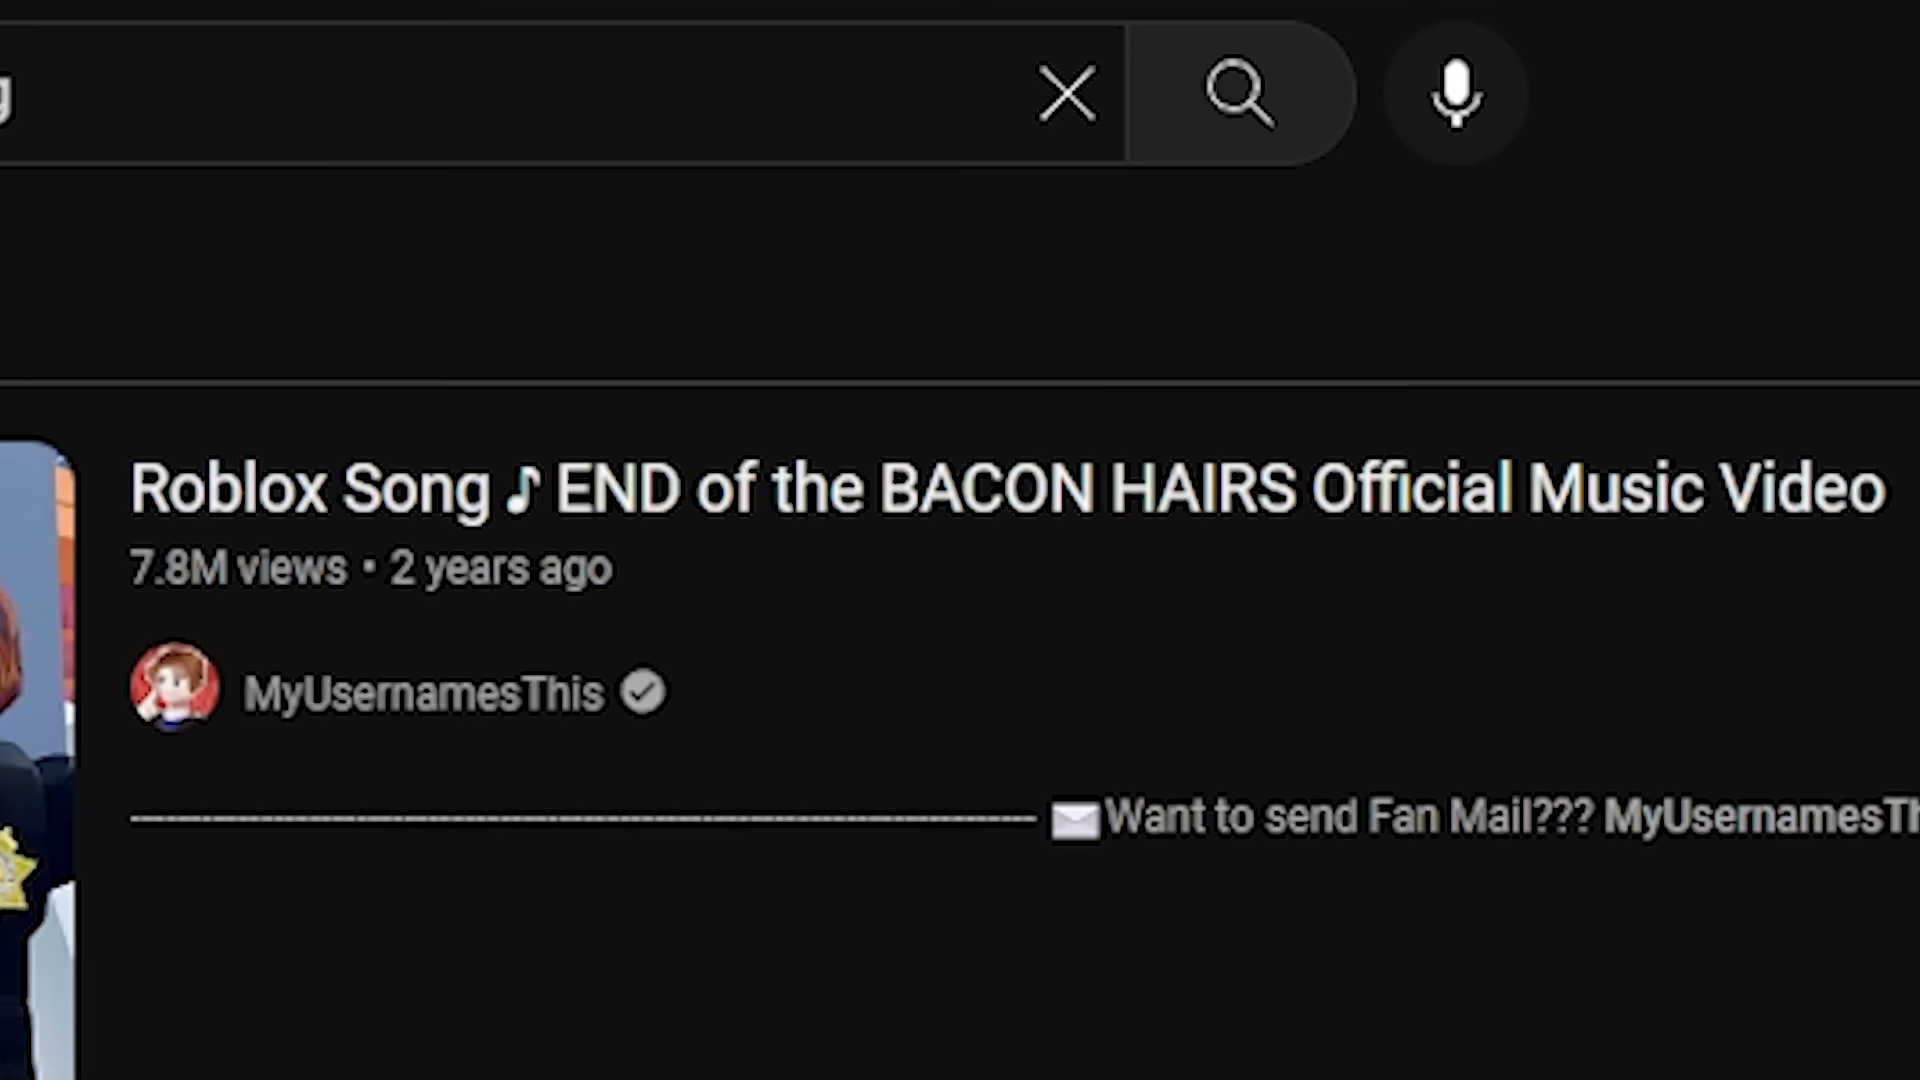 g
Roblox Song ♪ END of the BACON HAIRS Official Music Video
7.8M views • 2 years ago
MyUsernamesThis
Want to send Fan Mail??? MyUsernamesTh